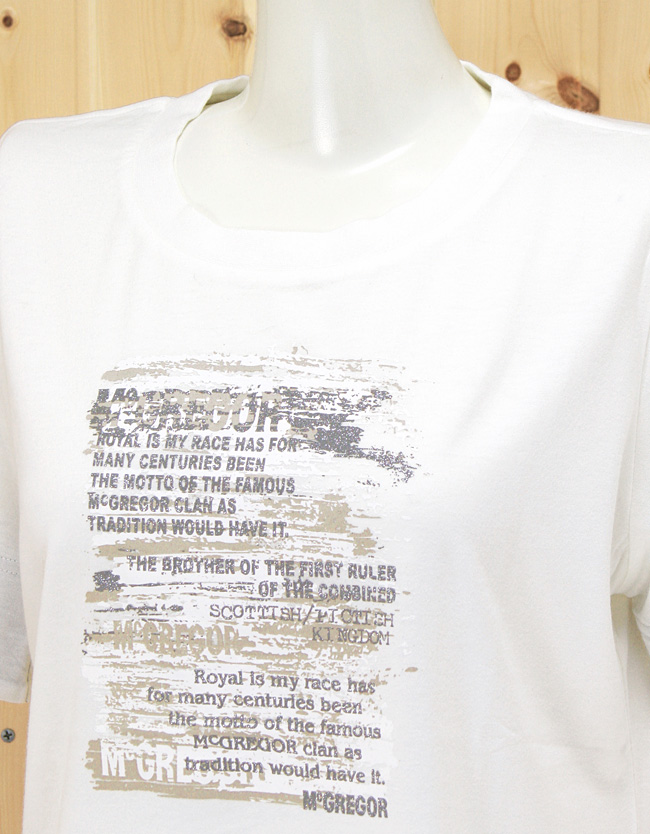 McGREGOR
ROYAL IS MY RACE HAS FOR
MANY CENTURIES BEEN
THE MOTTO OF THE FAMOUS
McGREGOR CLAN AS
TRADITION WOULD HAVE IT.
THE BROTHER OF THE FIRST RULER
OF THE COMBINED
SCOTTISH/PICTISH
KINGDOM
McGREGOR
Royal is my race has
for many centuries been
the motto of the famous
McGREGOR clan as
tradition would have it.
McGREGOR
McGREGOR